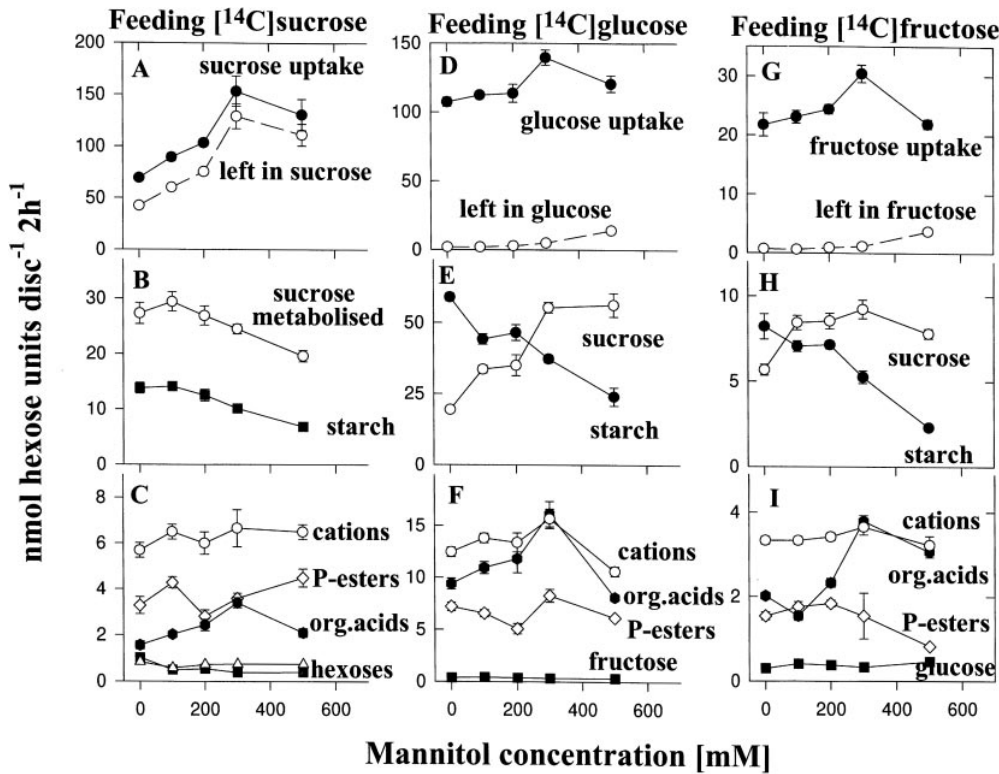 Feeding [14C]sucrose
Feeding [14C]glucose
Feeding [14C]fructose
nmol hexose units disc-1 2h-1
200
150
100
50
0
A
sucrose uptake
left in sucrose
150
100
50
0
D
glucose uptake
left in glucose
30
20
10
0
G
fructose uptake
left in fructose
30
20
10
0
B
sucrose
metabolised
starch
50
25
0
E
sucrose
starch
10
5
0
H
sucrose
starch
8
6
4
2
0
C
cations
P-esters
org.acids
hexoses
15
10
5
0
F
cations
org.acids
P-esters
fructose
4
2
0
I
cations
org.acids
P-esters
glucose
0 200 400 600
0 200 400 600
0 200 400 600
Mannitol concentration [mM]